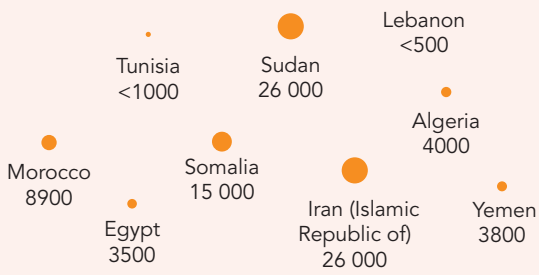 Lebanon
<500
Tunisia
<1000
Sudan
26 000
Algeria
4000
Morocco
8900
Somalia
15 000
Egypt
3500
Iran (Islamic
Republic of)
26 000
Yemen
3800